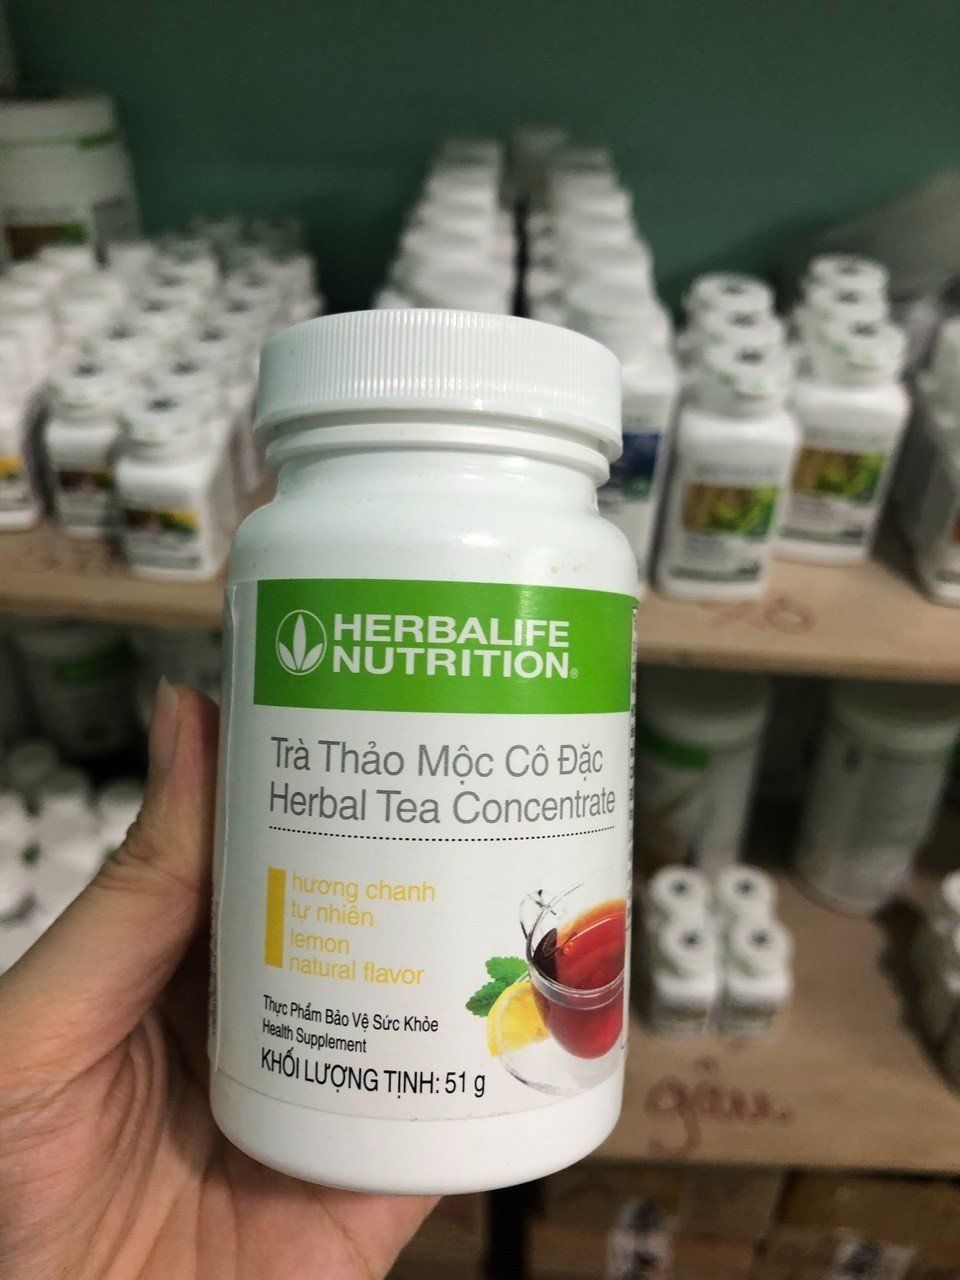 HERBALIFE
NUTRITION®
Trà Thảo Mộc Cô Đặc
Herbal Tea Concentrate
hương chanh
tự nhiên
lemon
natural flavor
Thực Phẩm Bảo Vệ Sức Khỏe
Health Supplement
KHỐI LƯỢNG TỊNH: 51 g
gấu